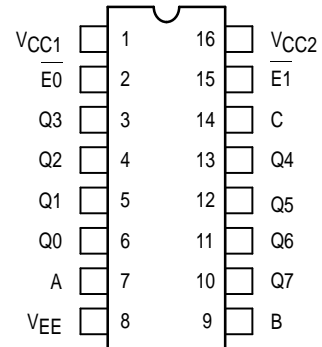 VCC1 1 16 VCC2
E0 2 15 E1
Q3 3 14 C
Q2 4 13 Q4
Q1 5 12 Q5
Q0 6 11 Q6
A 7 10 Q7
VEE 8 9 B